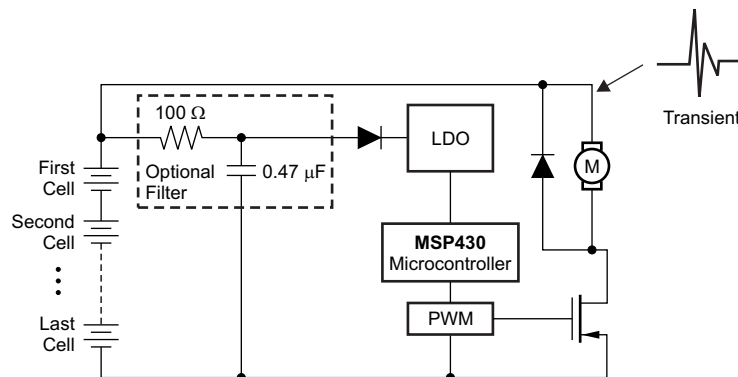 Transient
100 Ω
LDO
First
Cell
Optional
Filter
0.47 μF
M
Second
Cell
MSP430
Microcontroller
Last
Cell
PWM